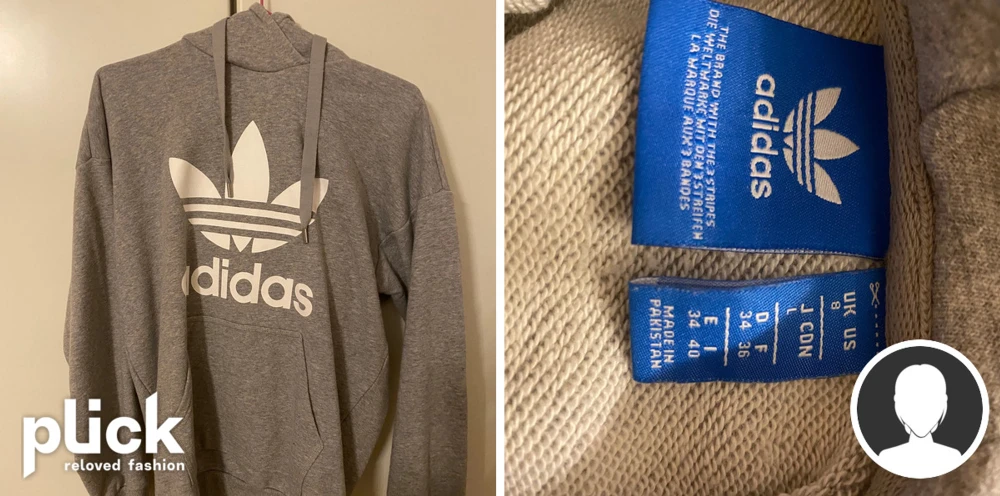 adidas
plick
reloved fashion
adidas
THE BRAND WITH THE 3 STRIPES
DIE WELTMARKE MIT DEN 3 STREIFEN
LA MARQUE AUX 3 BANDES
UK US
8
J CDN
L
D F
34 36
E I
34 40
MADE IN
PAKISTAN